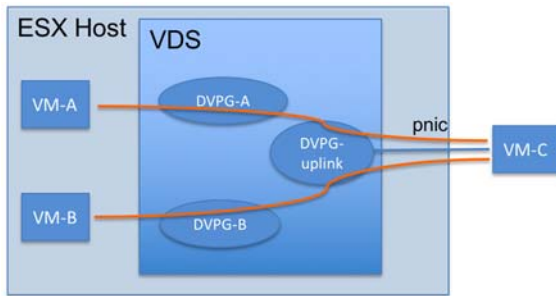 ESX Host
VDS
VM-A
DVPG-A
pnic
DVPG-
uplink
VM-C
VM-B
DVPG-B